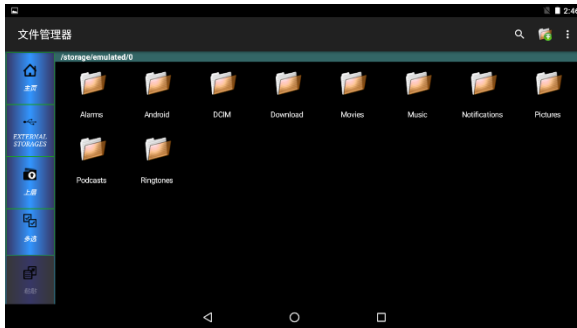 2:46
文件管理器
/storage/emulated/0
主页
EXTERNAL
STORAGES
上层
多选
Alarms
Android
DCIM
Download
Movies
Music
Notifications
Pictures
Podcasts
Ringtones